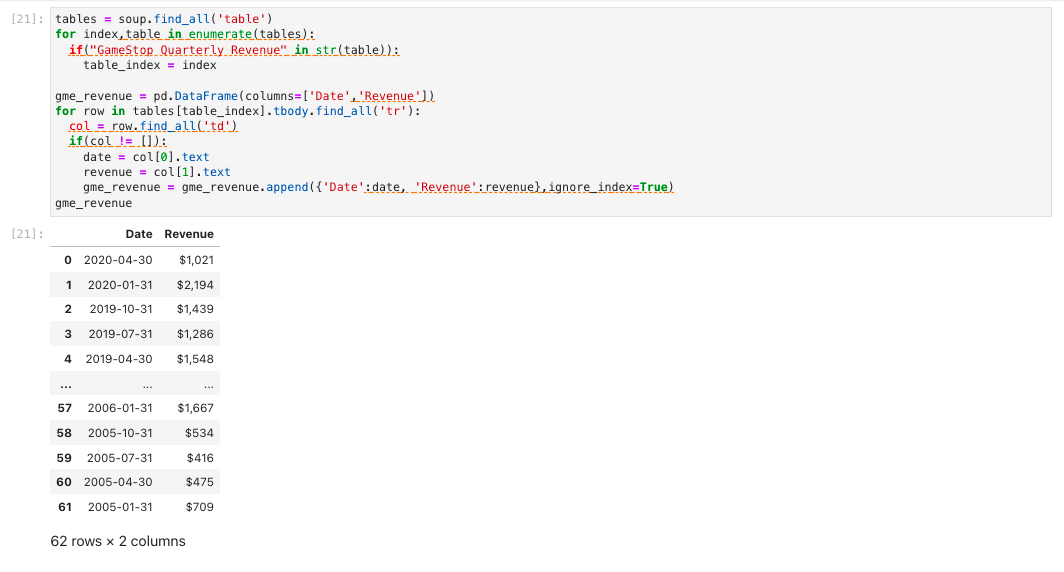 [21]: tables = soup.find_all('table')
for index,table in enumerate(tables):
  if("GameStop Quarterly Revenue" in str(table)):
    table_index = index

gme_revenue = pd.DataFrame(columns=['Date','Revenue'])
for row in tables[table_index].tbody.find_all('tr'):
  col = row.find_all('td')
  if(col != []):
    date = col[0].text
    revenue = col[1].text
    gme_revenue = gme_revenue.append({'Date':date, 'Revenue':revenue},ignore_index=True)
gme_revenue
[21]: Date Revenue
0 2020-04-30 $1,021
1 2020-01-31 $2,194
2 2019-10-31 $1,439
3 2019-07-31 $1,286
4 2019-04-30 $1,548
... ... ...
57 2006-01-31 $1,667
58 2005-10-31 $534
59 2005-07-31 $416
60 2005-04-30 $475
61 2005-01-31 $709
62 rows × 2 columns